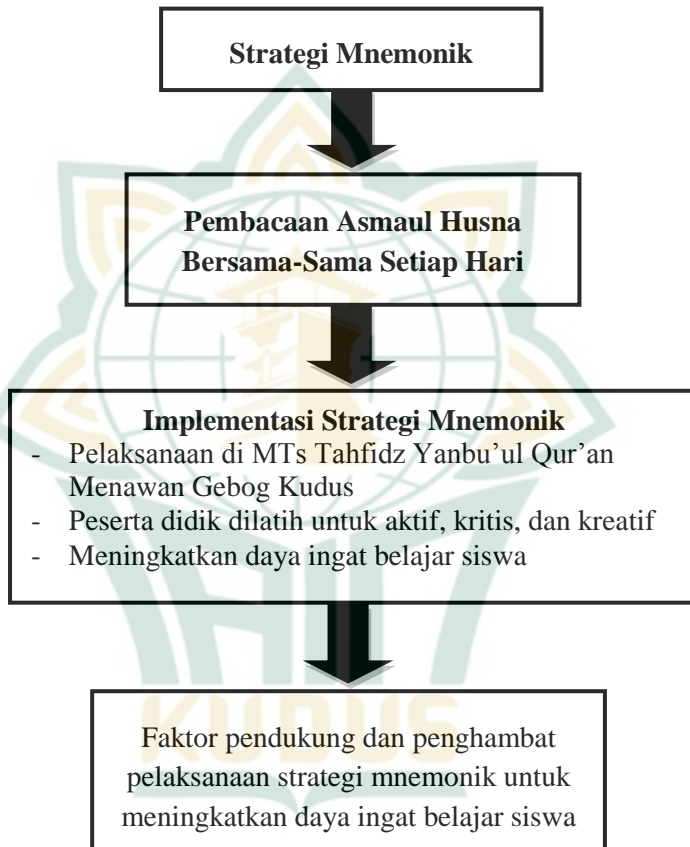 Strategi Mnemonik
Pembacaan Asmaul Husna
Bersama-Sama Setiap Hari
Implementasi Strategi Mnemonik
- Pelaksanaan di MTs Tahfidz Yanbu’ul Qur’an
Menawan Gebog Kudus
- Peserta didik dilatih untuk aktif, kritis, dan kreatif
- Meningkatkan daya ingat belajar siswa
KUDUS
Faktor pendukung dan penghambat
pelaksanaan strategi mnemonik untuk
meningkatkan daya ingat belajar siswa